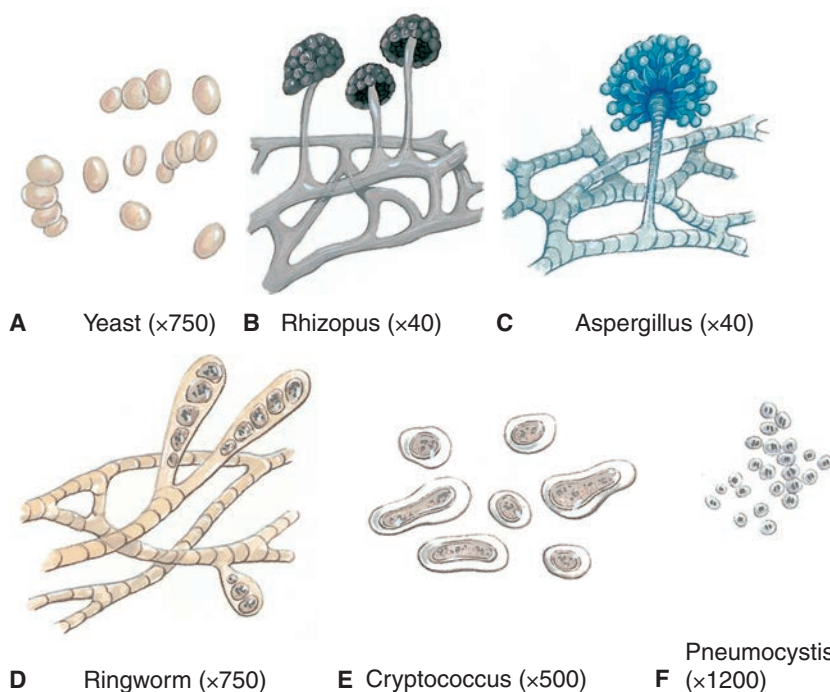 A Yeast (×750) B Rhizopus (×40) C Aspergillus (×40)
D Ringworm (×750) E Cryptococcus (×500) F Pneumocystis
(×1200)